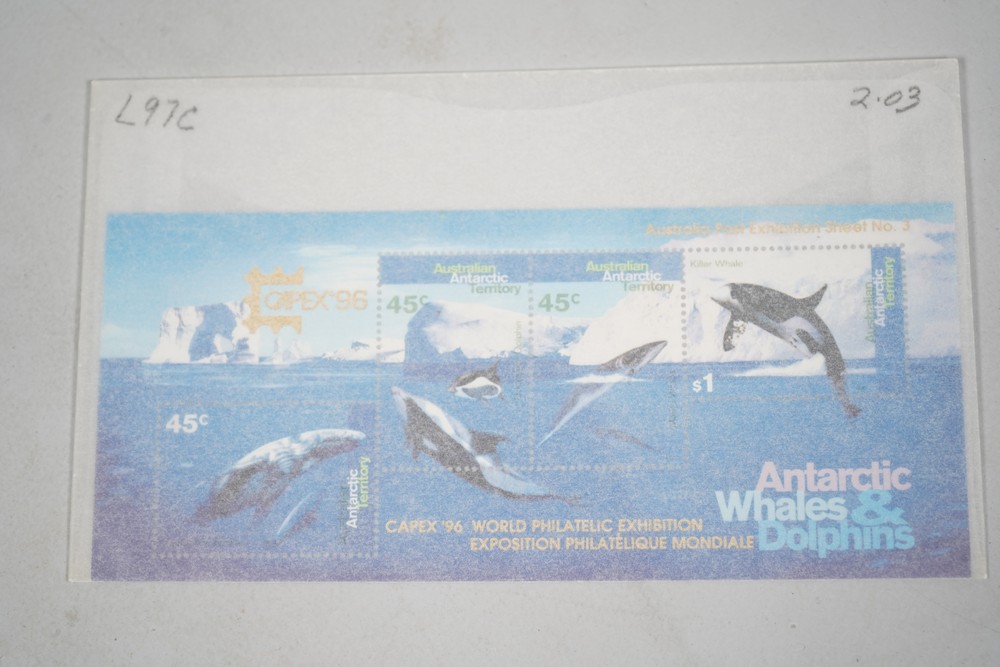 L97c
2.03
Australia Post Exhibition Sheet No. 3
CAPEX '96
Australian
Antarctic
Territory
45c
Australian
Antarctic
Territory
45c
Killer Whale
Australian
Antarctic
Territory
$1
45c
Antarctic
Territory
CAPEX '96 WORLD PHILATELIC EXHIBITION
EXPOSITION PHILATÉLIQUE MONDIALE
Antarctic
Whales &
Dolphins